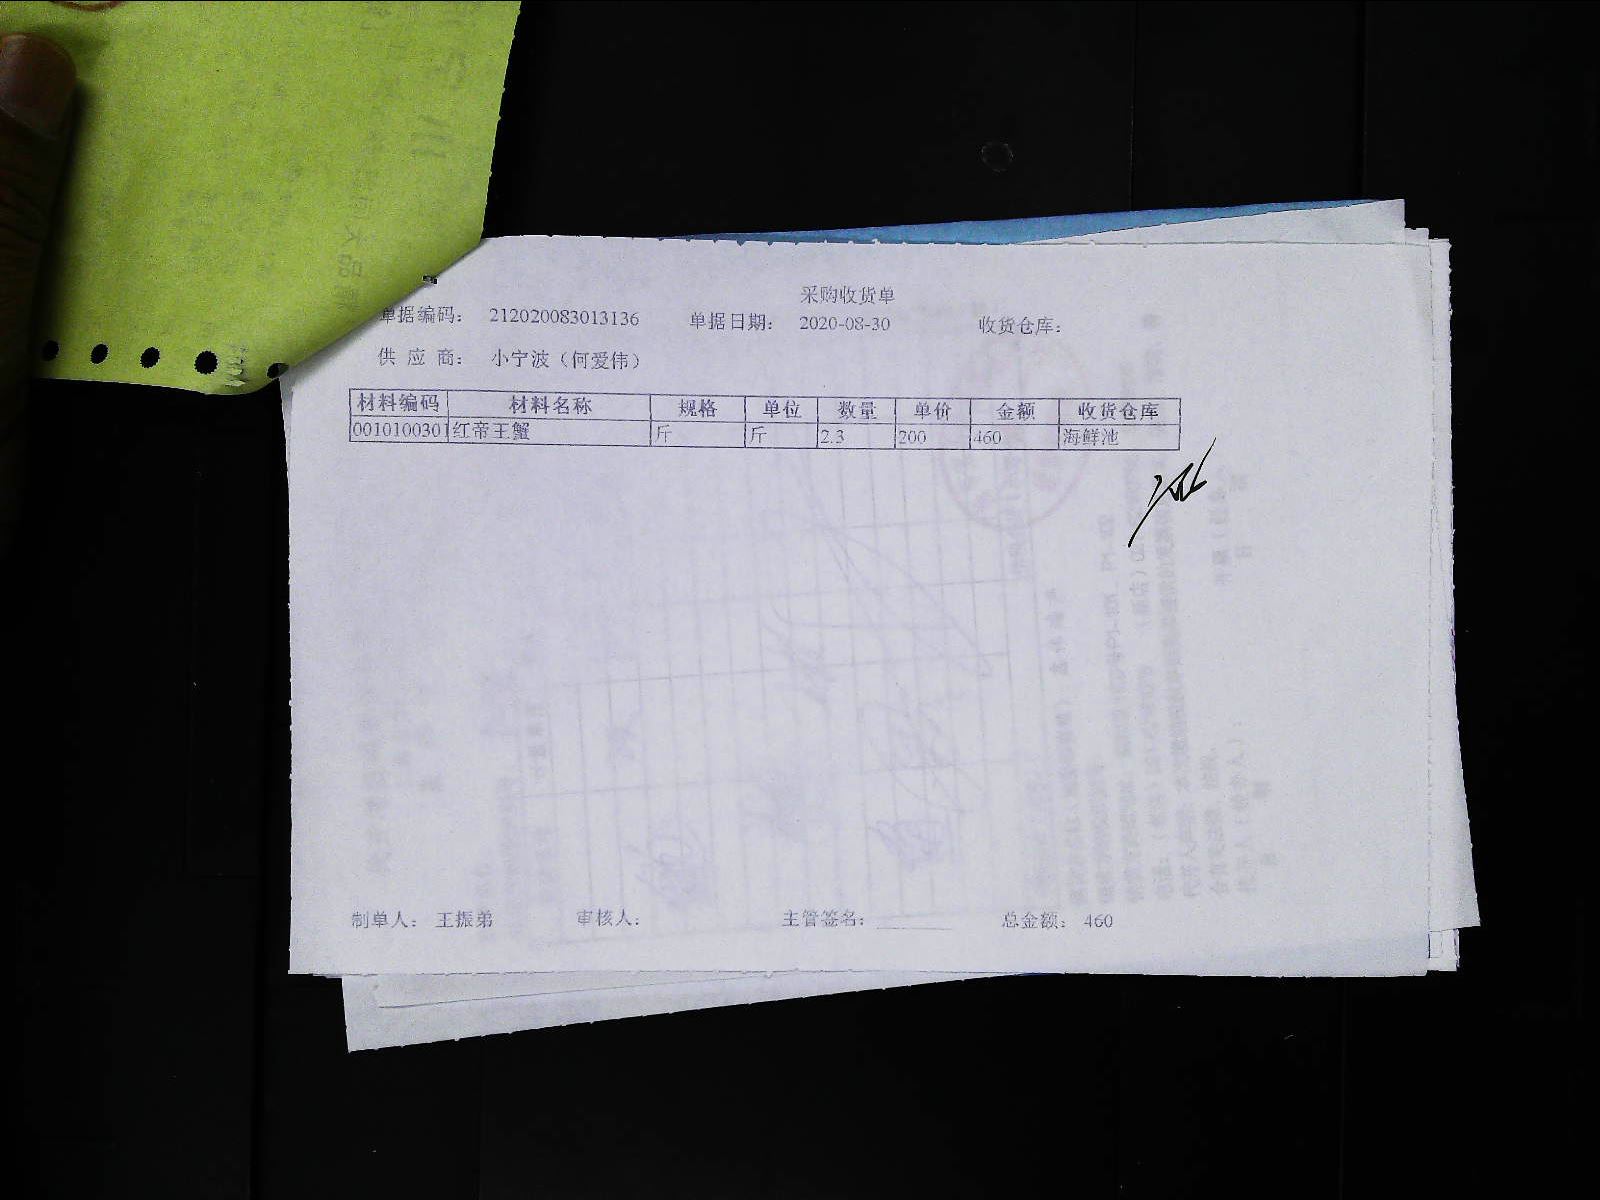 采购收货单
单据编码： 212020083013136 单据日期： 2020-08-30 收货仓库：
供 应 商： 小宁波（何爱伟）
材料编码 材料名称 规格 单位 数量 单价 金额 收货仓库
0010100301 红帝王蟹 斤 斤 2.3 200 460 海鲜池
制单人： 王振弟 审核人： 主管签名： 总金额： 460